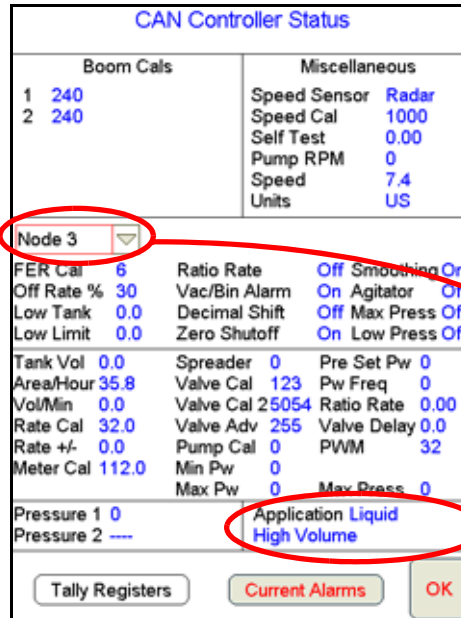 CAN Controller Status
Boom Cals
1 240
2 240
Miscellaneous
Speed Sensor Radar
Speed Cal 1000
Self Test 0.00
Pump RPM 0
Speed 7.4
Units US
Node 3
FER Cal 6 Ratio Rate Off Smoothing On
Off Rate % 30 Vac/Bin Alarm On Agitator On
Low Tank 0.0 Decimal Shift Off Max Press Of
Low Limit 0.0 Zero Shutoff On Low Press Of
Tank Vol 0.0 Spreader 0 Pre Set Pw 0
Area/Hour 35.8 Valve Cal 123 Pw Freq 0
Vol/Min 0.0 Valve Cal 2 5054 Ratio Rate 0.00
Rate Cal 32.0 Valve Adv 255 Valve Delay 0.0
Rate +/- 0.0 Pump Cal 0 PWM 32
Meter Cal 112.0 Min Pw 0
Max Pw 0 Max Press 0
Pressure 1 0
Pressure 2 ----
Application Liquid
High Volume
Tally Registers Current Alarms OK